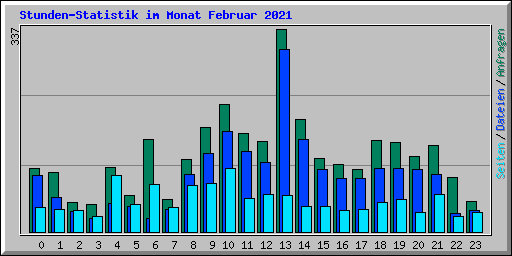 Stunden-Statistik im Monat Februar 2021
337
Seiten / Dateien / Anfragen
0 1 2 3 4 5 6 7 8 9 10 11 12 13 14 15 16 17 18 19 20 21 22 23